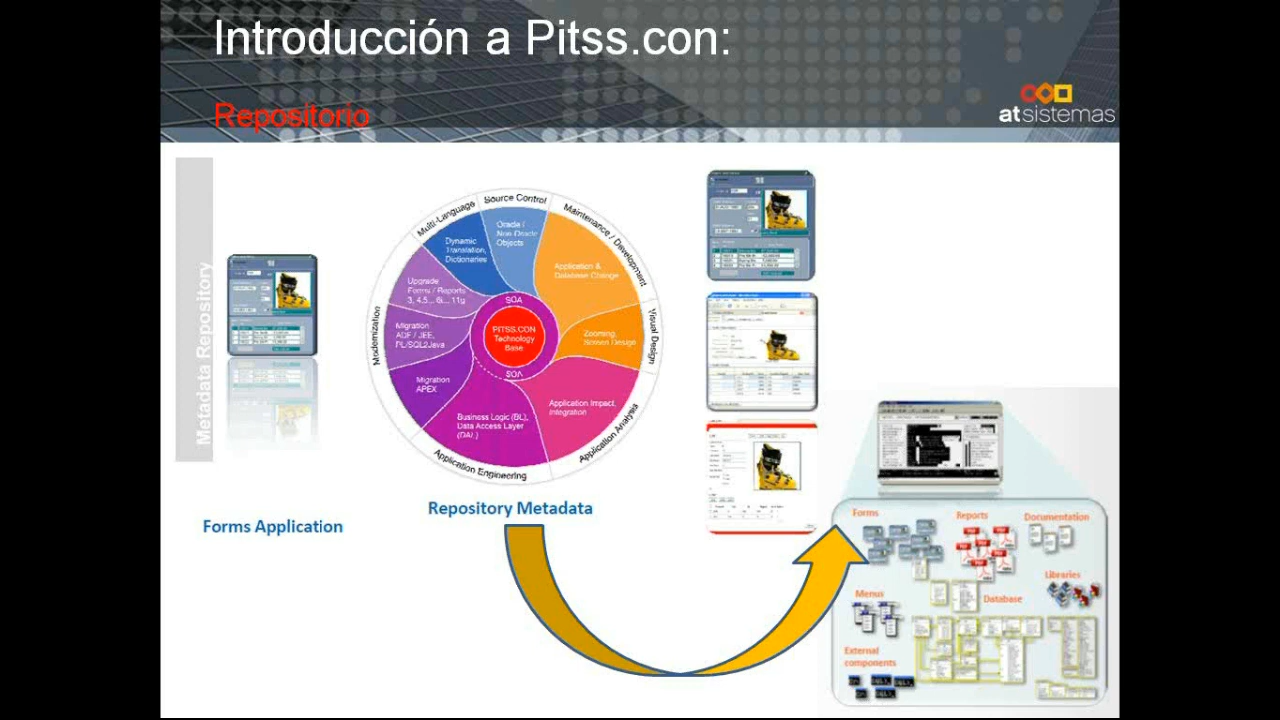 Introducción a Pitss.con:
Repositorio
atsistemas
Metadata Repository
Forms Application
Multi-Language
Source Control
Maintenance / Development
Visual Design
Application Analysis
Application Engineering
Modernization
Dynamic
Translation,
Dictionaries
Oracle /
Non Oracle
Objects
Application &
Database Change
Zooming,
Screen Design
Application Impact,
Integration
Business Logic (BL),
Data Access Layer
(DAL)
Migration
APEX
Migration
ADF / JEE,
PL/SQL2Java
Upgrade
Forms / Reports
3, 4.5... 6i... 11g
SOA
PITSS.CON
Technology
Base
SOA
Repository Metadata
Forms
Reports
Documentation
Libraries
Menus
Database
External
components